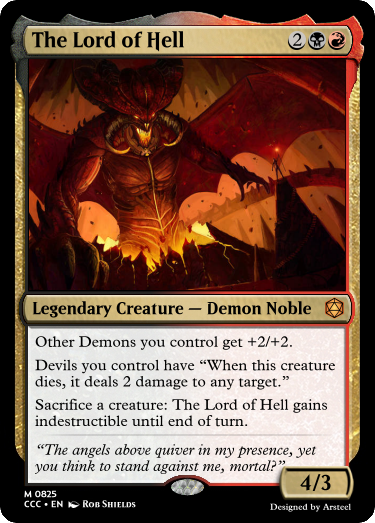 The Lord of Hell 2
Legendary Creature — Demon Noble
Other Demons you control get +2/+2.
Devils you control have “When this creature
dies, it deals 2 damage to any target.”
Sacrifice a creature: The Lord of Hell gains
indestructible until end of turn.
“The angels above quiver in my presence, yet
you think to stand against me, mortal?”
4/3
M 0825
CCC • EN Rob Shields
Designed by Arsteel